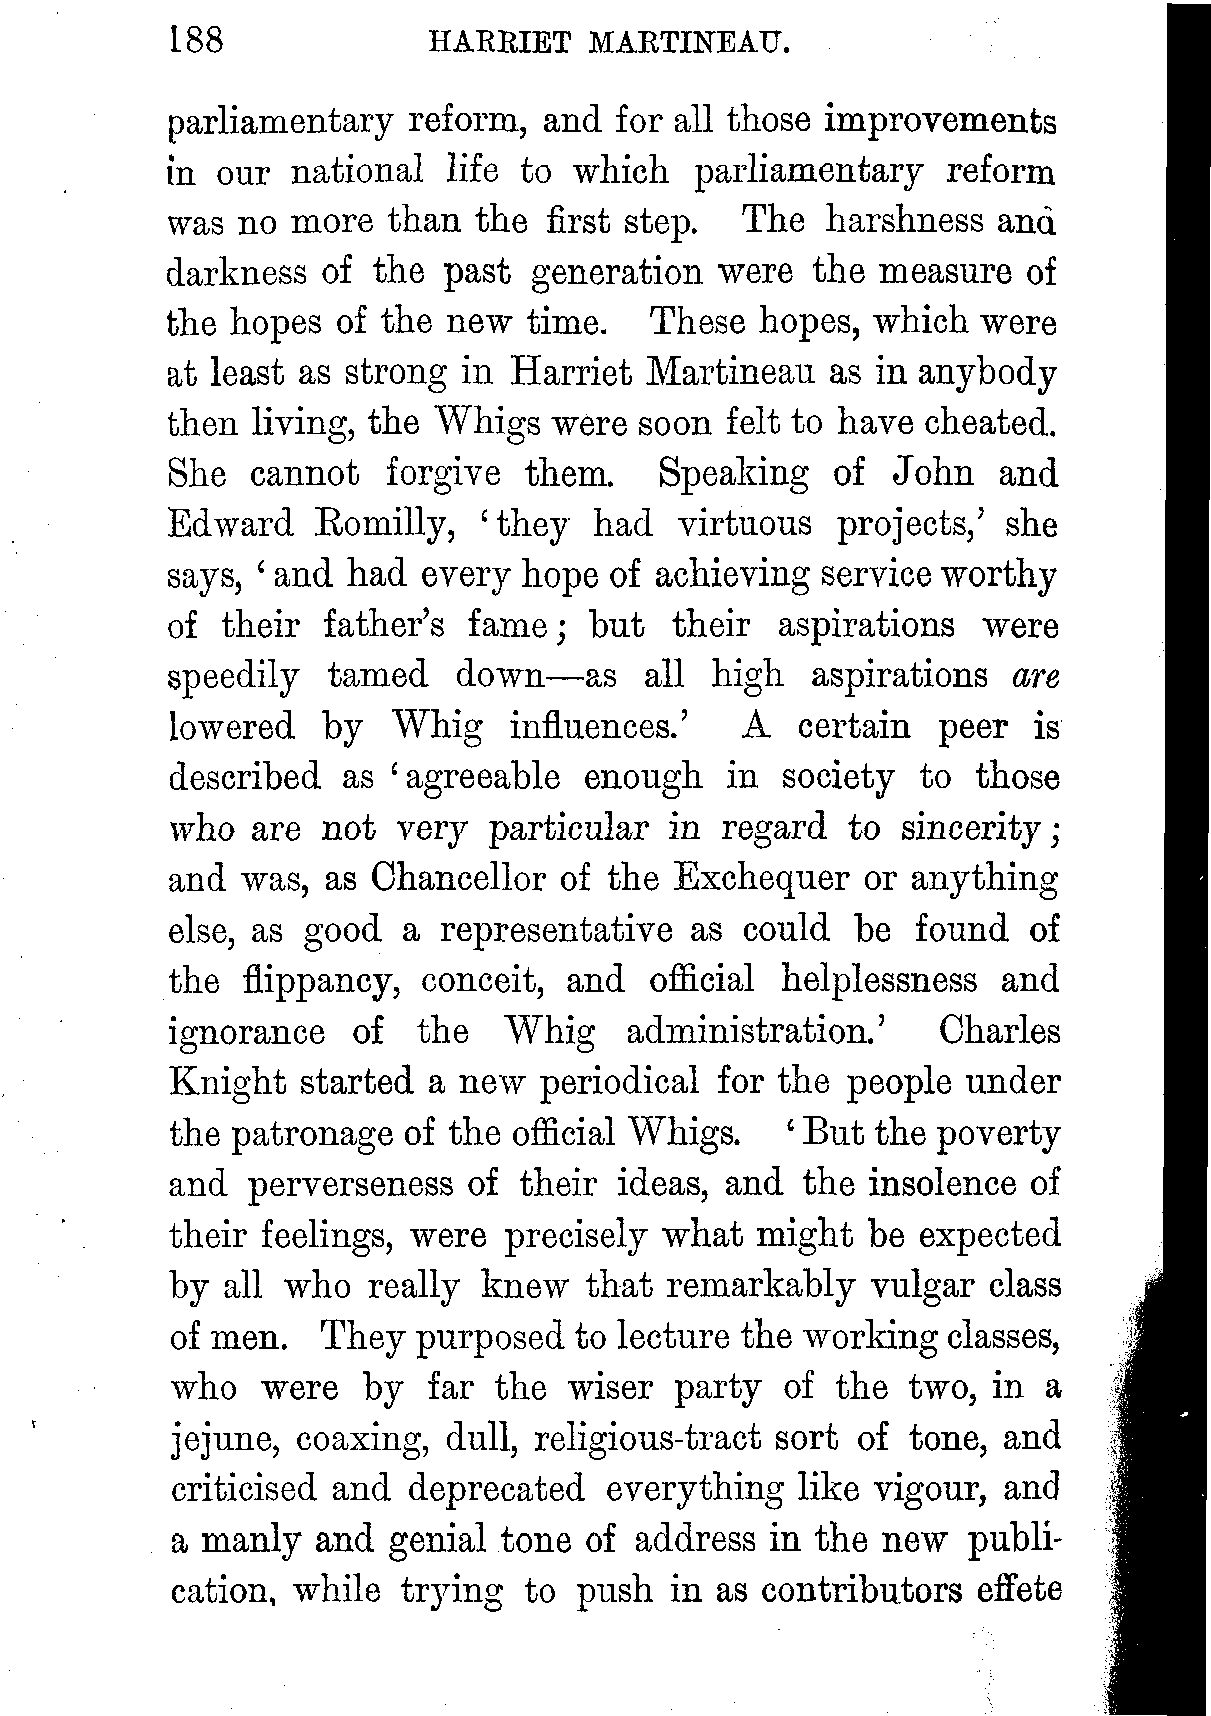 188 HARRIET MARTINEAU.
parliamentary reform, and for all those improvements
in our national life to which parliamentary reform
was no more than the first step. The harshness and
darkness of the past generation were the measure of
the hopes of the new time. These hopes, which were
at least as strong in Harriet Martineau as in anybody
then living, the Whigs were soon felt to have cheated.
She cannot forgive them. Speaking of John and
Edward Romilly, ‘they had virtuous projects,’ she
says, ‘and had every hope of achieving service worthy
of their father’s fame; but their aspirations were
speedily tamed down—as all high aspirations are
lowered by Whig influences.’ A certain peer is
described as ‘agreeable enough in society to those
who are not very particular in regard to sincerity;
and was, as Chancellor of the Exchequer or anything
else, as good a representative as could be found of
the flippancy, conceit, and official helplessness and
ignorance of the Whig administration.’ Charles
Knight started a new periodical for the people under
the patronage of the official Whigs. ‘But the poverty
and perverseness of their ideas, and the insolence of
their feelings, were precisely what might be expected
by all who really knew that remarkably vulgar class
of men. They purposed to lecture the working classes,
who were by far the wiser party of the two, in a
jejune, coaxing, dull, religious-tract sort of tone, and
criticised and deprecated everything like vigour, and
a manly and genial tone of address in the new publi-
cation, while trying to push in as contributors effete